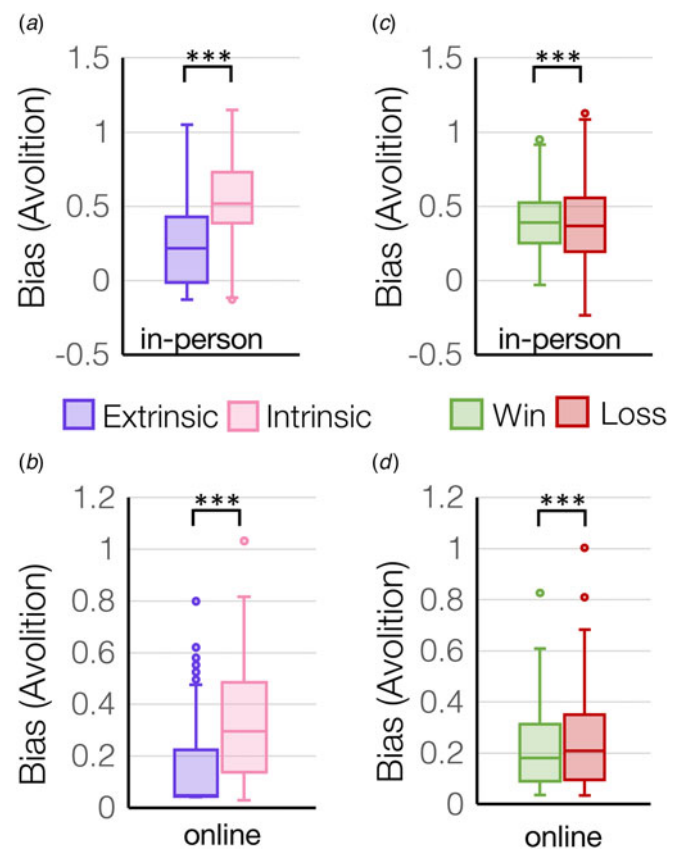 (a)
***
1.5
1
0.5
0
-0.5
Bias (Avolition)
in-person
(c)
***
1.5
1
0.5
0
-0.5
Bias (Avolition)
in-person
Extrinsic Intrinsic
Win Loss
(b)
***
1.2
1
0.8
0.6
0.4
0.2
0
Bias (Avolition)
online
(d)
***
1.2
1
0.8
0.6
0.4
0.2
0
Bias (Avolition)
online